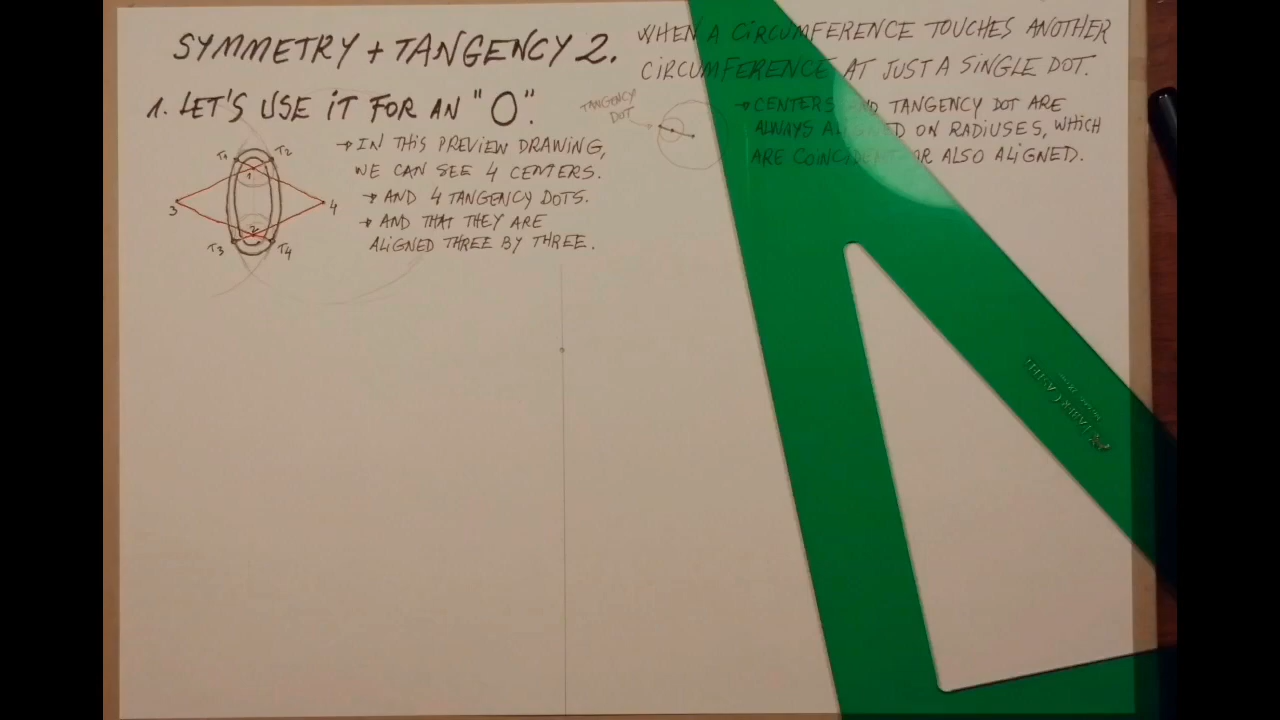 SYMMETRY + TANGENCY 2.
1. LET'S USE IT FOR AN "O".
→ IN THIS PREVIEW DRAWING,
WE CAN SEE 4 CENTERS.
→ AND 4 TANGENCY DOTS.
→ AND THAT THEY ARE
ALIGNED THREE BY THREE.
T1 T2
1
3 4
2
T3 T4
WHEN A CIRCUMFERENCE TOUCHES ANOTHER
CIRCUMFERENCE AT JUST A SINGLE DOT.
TANGENCY
DOT
→ CENTERS AND TANGENCY DOT ARE
ALWAYS ALIGNED ON RADIUSES, WHICH
ARE COINCIDENT OR ALSO ALIGNED.